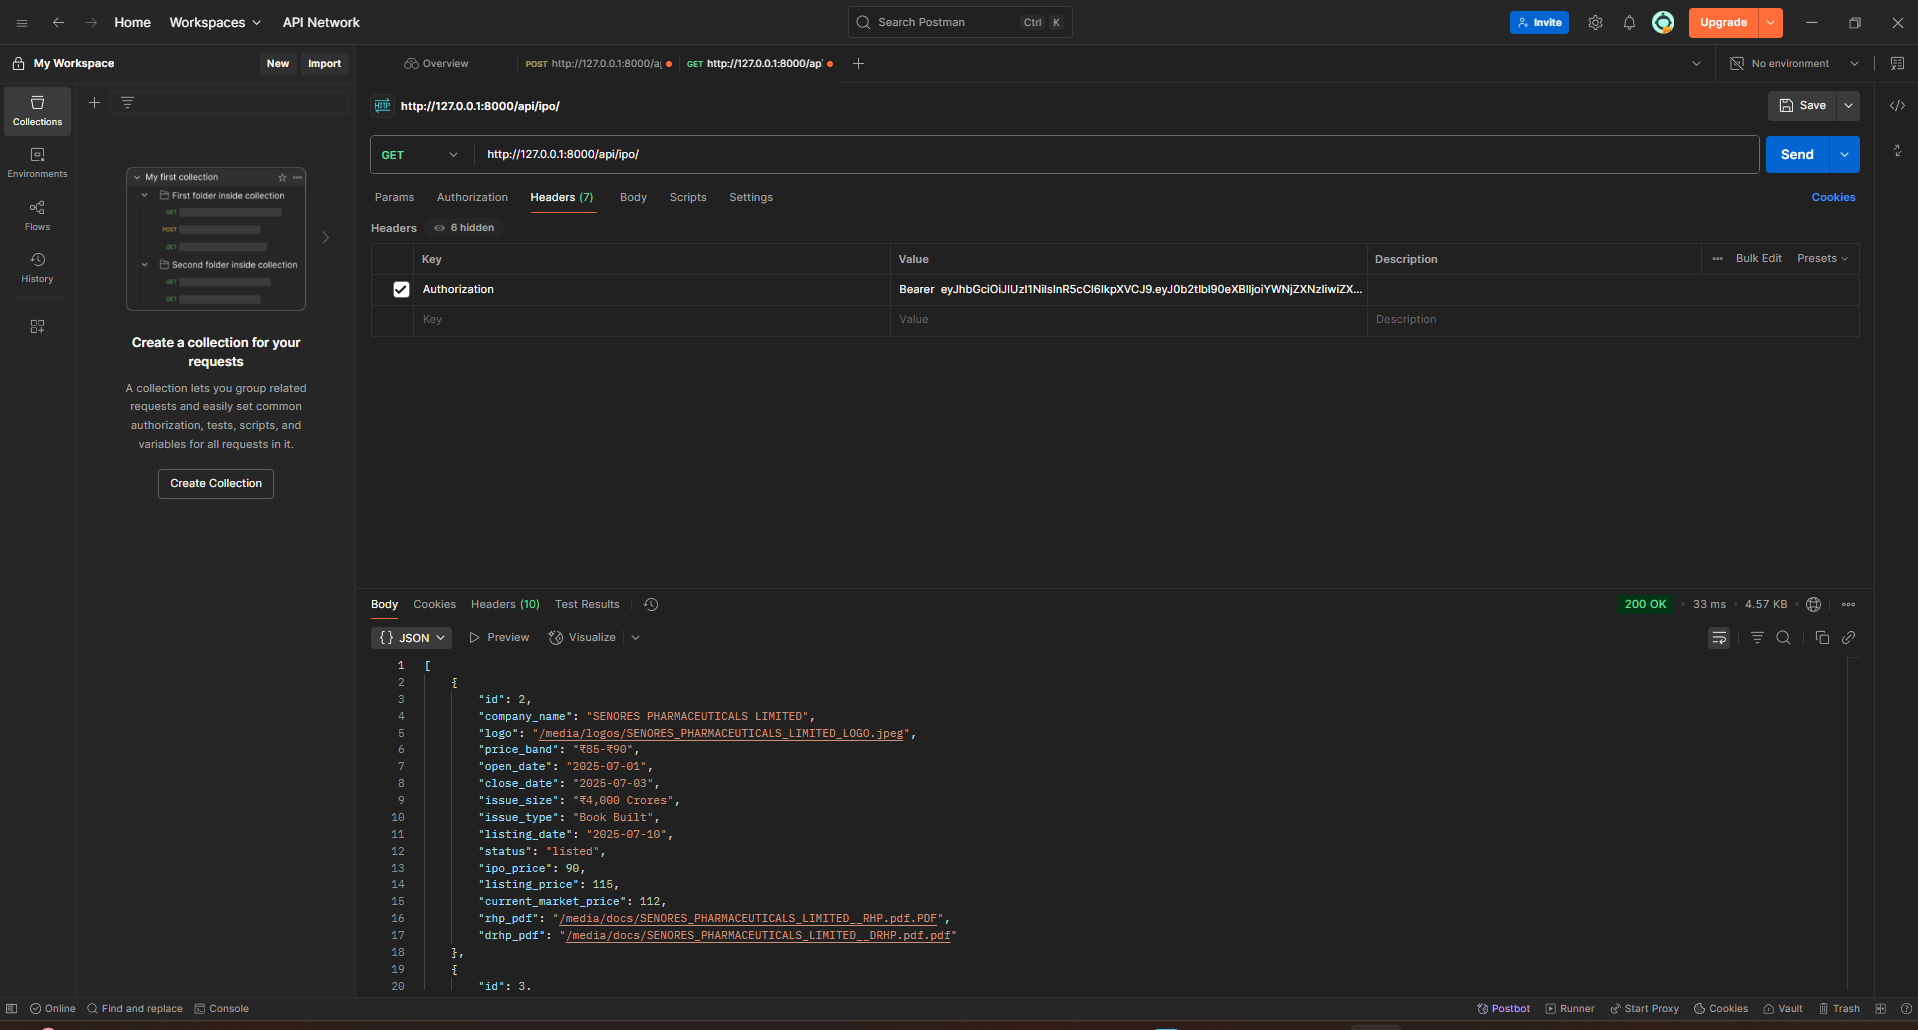 Home Workspaces API Network Search Postman Ctrl K Invite Upgrade
My Workspace New Import Overview POST http://127.0.0.1:8000/a GET http://127.0.0.1:8000/ap No environment
Collections
http://127.0.0.1:8000/api/ipo/ Save
GET http://127.0.0.1:8000/api/ipo/ Send
Environments
Flows
History
My first collection
First folder inside collection
GET
POST
GET
Second folder inside collection
GET
GET
Create a collection for your
requests
A collection lets you group related
requests and easily set common
authorization, tests, scripts, and
variables for all requests in it.
Create Collection
Params Authorization Headers (7) Body Scripts Settings Cookies
Headers 6 hidden
Key Value Description Bulk Edit Presets
Authorization Bearer
Key Value Description
Body Cookies Headers (10) Test Results 200 OK 33 ms 4.57 KB
{} JSON Preview Visualize
1 [
2 {
3 "id": 2,
4 "company_name": "SENORES PHARMACEUTICALS LIMITED",
5 "logo": "/media/logos/SENORES_PHARMACEUTICALS_LIMITED_LOGO.jpeg",
6 "price_band": "₹85-₹90",
7 "open_date": "2025-07-01",
8 "close_date": "2025-07-03",
9 "issue_size": "₹4,000 Crores",
10 "issue_type": "Book Built",
11 "listing_date": "2025-07-10",
12 "status": "listed",
13 "ipo_price": 90,
14 "listing_price": 115,
15 "current_market_price": 112,
16 "rhp_pdf": "/media/docs/SENORES_PHARMACEUTICALS_LIMITED__RHP.pdf.PDF",
17 "drhp_pdf": "/media/docs/SENORES_PHARMACEUTICALS_LIMITED__DRHP.pdf.pdf"
18 },
19 {
20 "id": 3,
Online Find and replace Console Postbot Runner Start Proxy Cookies Vault Trash